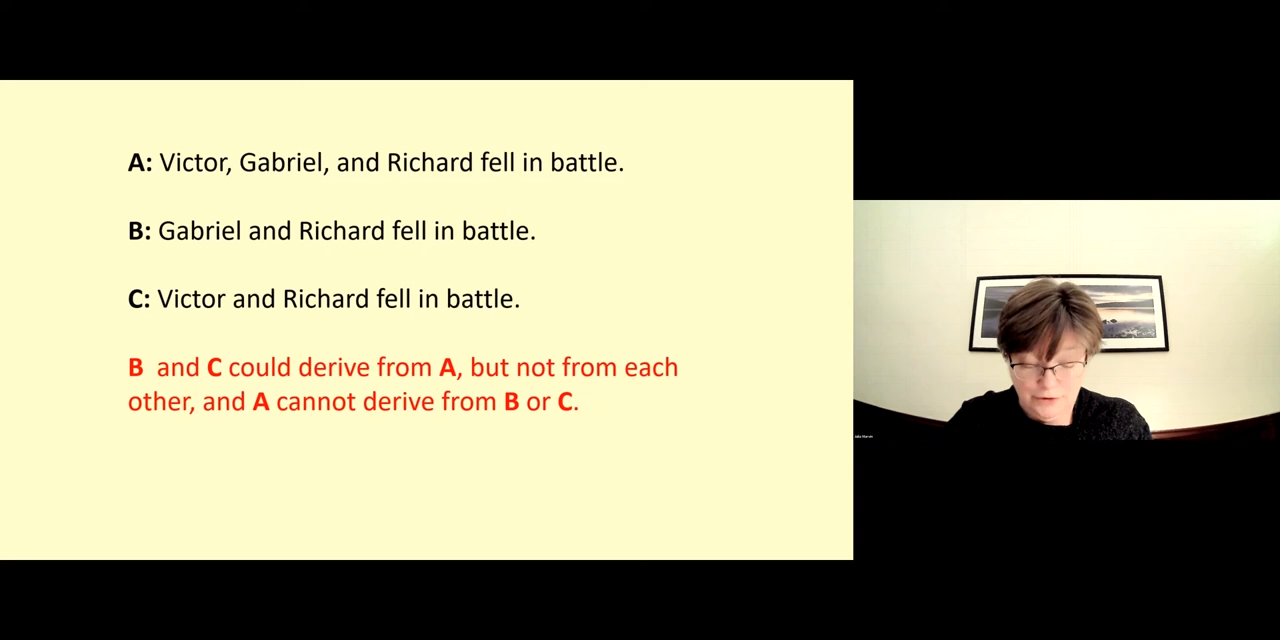 A: Victor, Gabriel, and Richard fell in battle.
B: Gabriel and Richard fell in battle.
C: Victor and Richard fell in battle.
B and C could derive from A, but not from each
other, and A cannot derive from B or C.